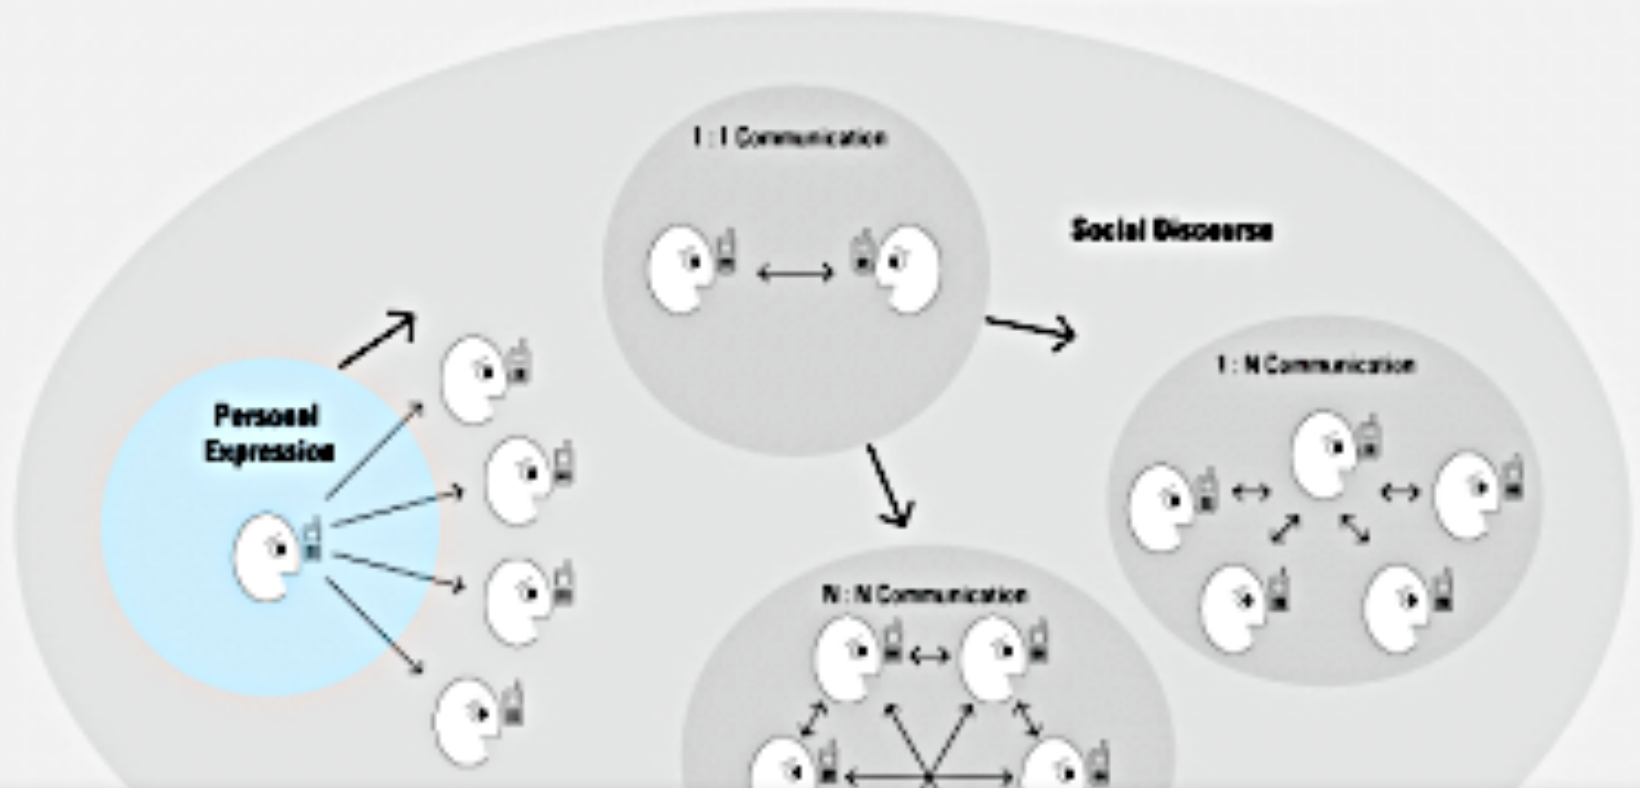 1 : 1 Communication
Social Discourse
1 : N Communication
Personal
Expression
N : N Communication